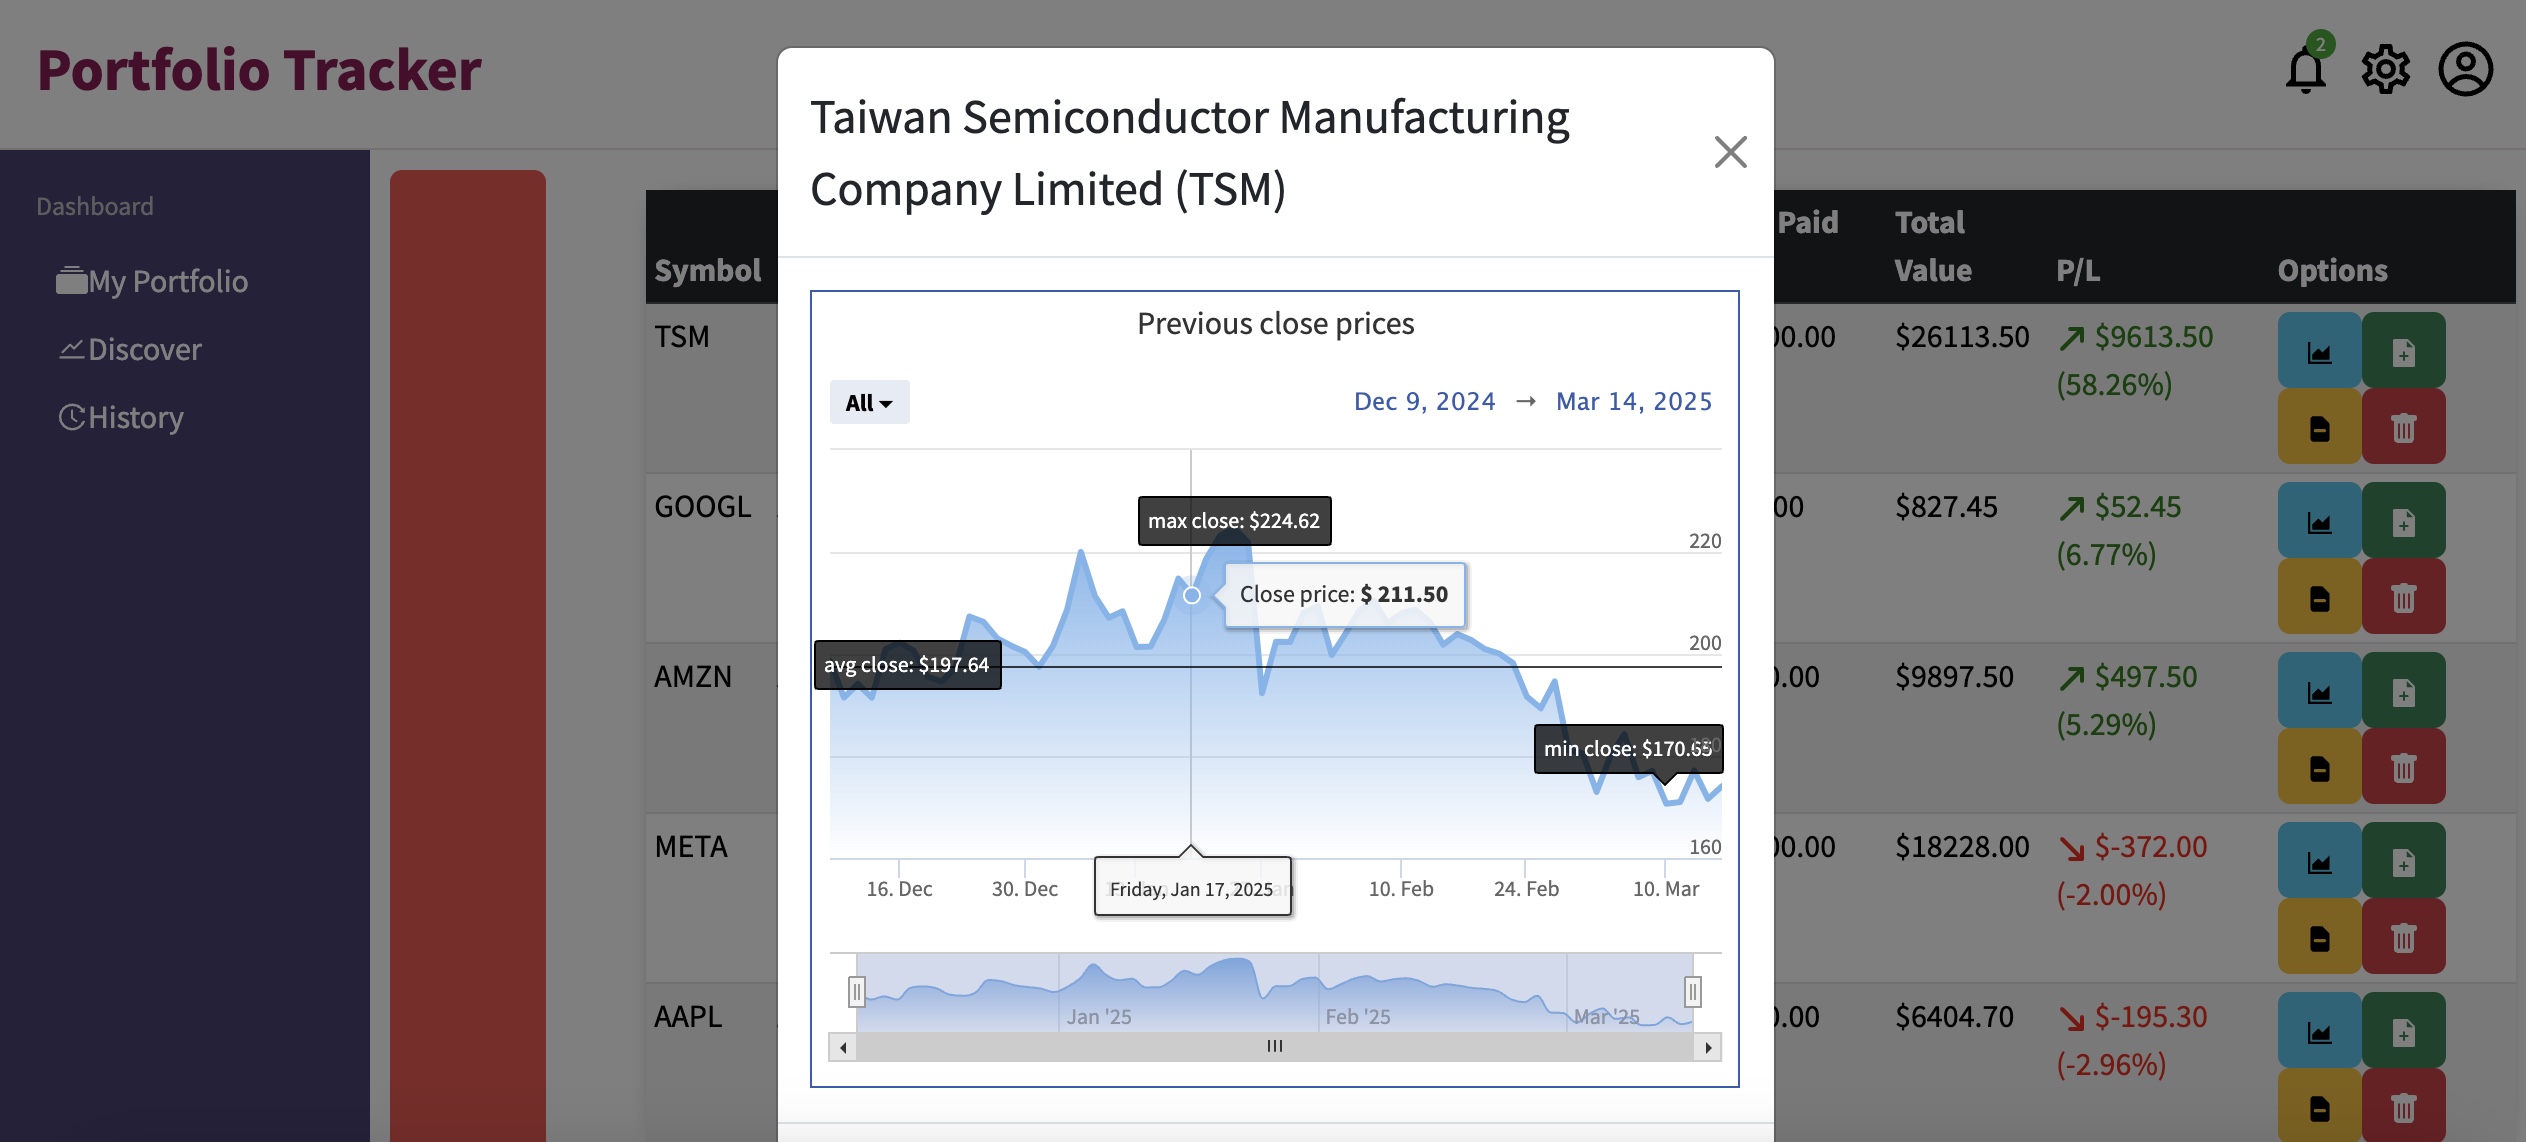 Portfolio Tracker
2
Dashboard
My Portfolio
Discover
History
Taiwan Semiconductor Manufacturing
Company Limited (TSM)
Previous close prices
All
Dec 9, 2024 → Mar 14, 2025
max close: $224.62
Close price: $ 211.50
avg close: $197.64
min close: $170.65
220
200
180
160
16. Dec
30. Dec
Friday, Jan 17, 2025
10. Feb
24. Feb
10. Mar
Jan '25
Feb '25
Mar '25
Symbol
Paid
Total
Value
P/L
Options
TSM
00.00
$26113.50
$9613.50
(58.26%)
GOOGL
00
$827.45
$52.45
(6.77%)
AMZN
0.00
$9897.50
$497.50
(5.29%)
META
00.00
$18228.00
$-372.00
(-2.00%)
AAPL
0.00
$6404.70
$-195.30
(-2.96%)